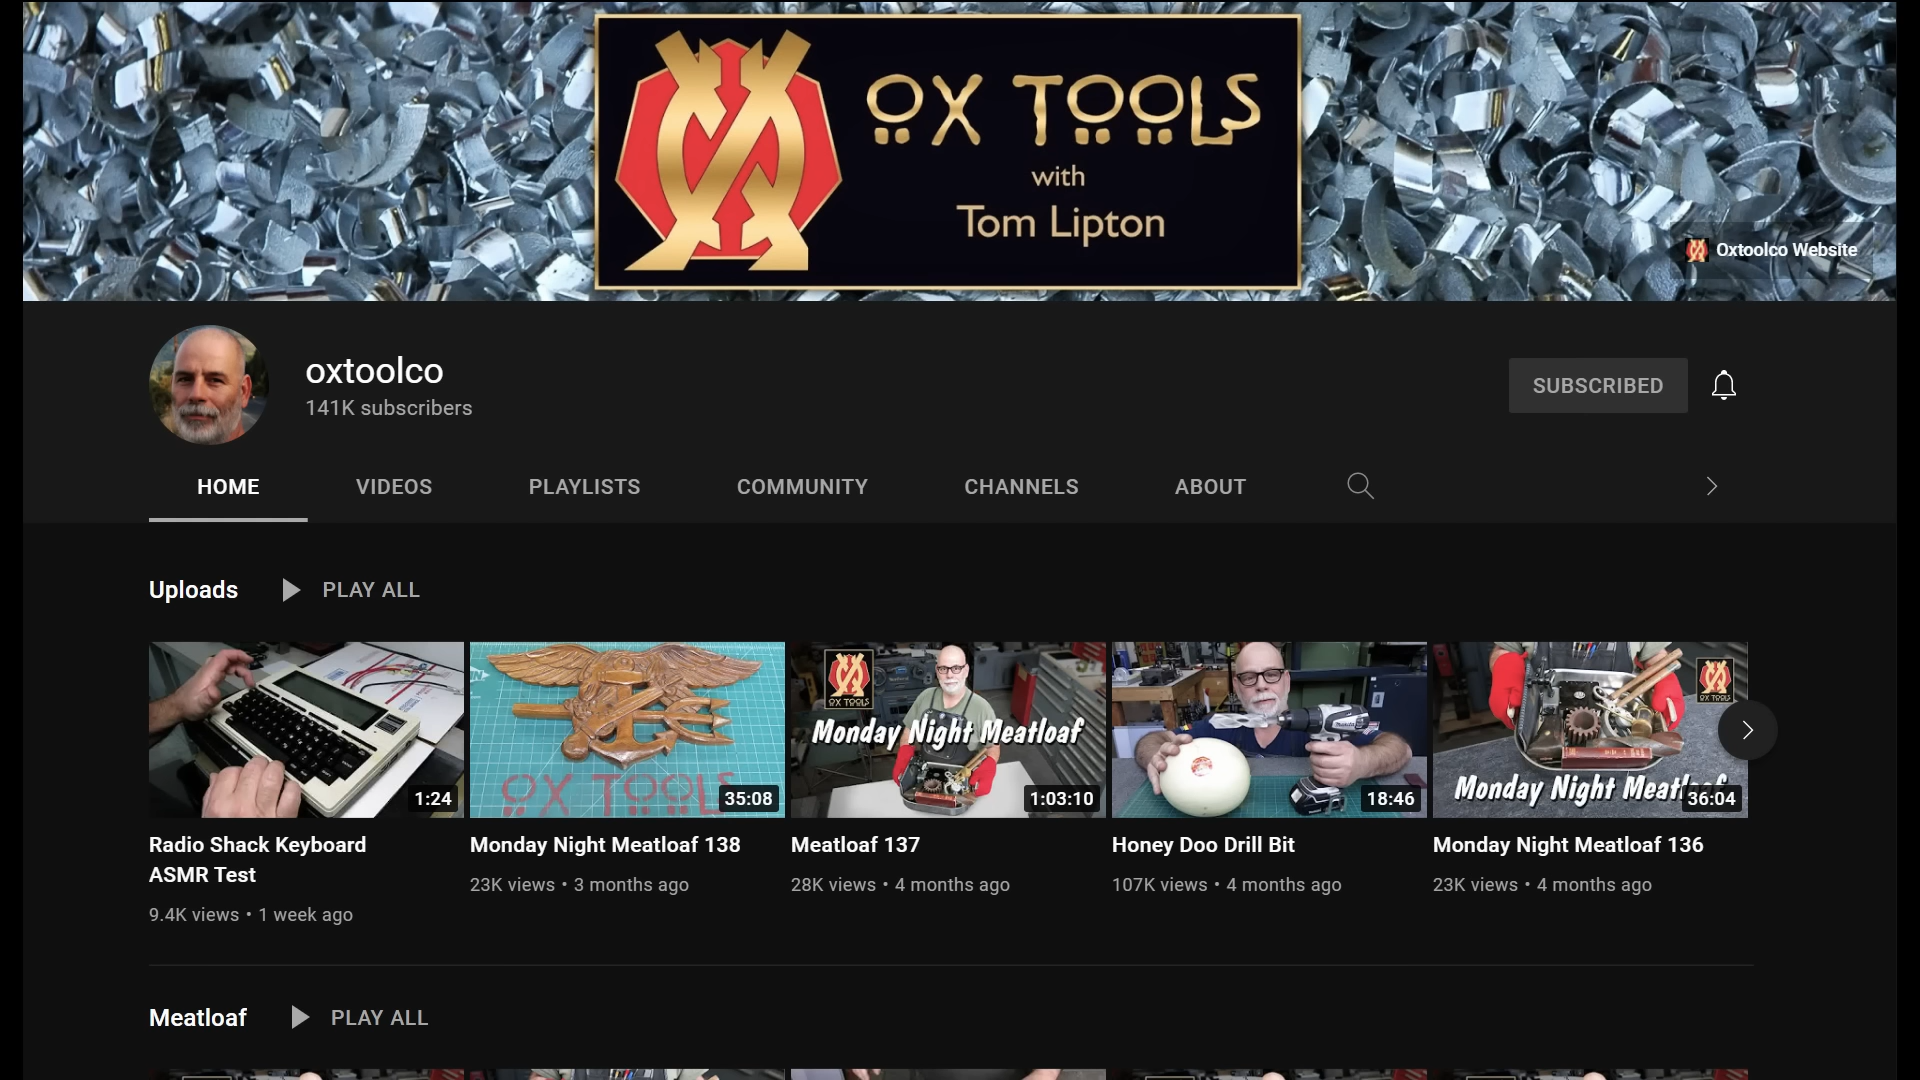 OX TOOLS
with
Tom Lipton
Oxtoolco Website
oxtoolco
141K subscribers
SUBSCRIBED
HOME
VIDEOS
PLAYLISTS
COMMUNITY
CHANNELS
ABOUT
Uploads
PLAY ALL
OX TOOLS
1:24
35:08
OX TOOLS
Monday Night Meatloaf
1:03:10
18:46
OX TOOLS
Monday Night Meatloaf
36:04
Radio Shack Keyboard
ASMR Test
9.4K views • 1 week ago
Monday Night Meatloaf 138
23K views • 3 months ago
Meatloaf 137
28K views • 4 months ago
Honey Doo Drill Bit
107K views • 4 months ago
Monday Night Meatloaf 136
23K views • 4 months ago
Meatloaf
PLAY ALL